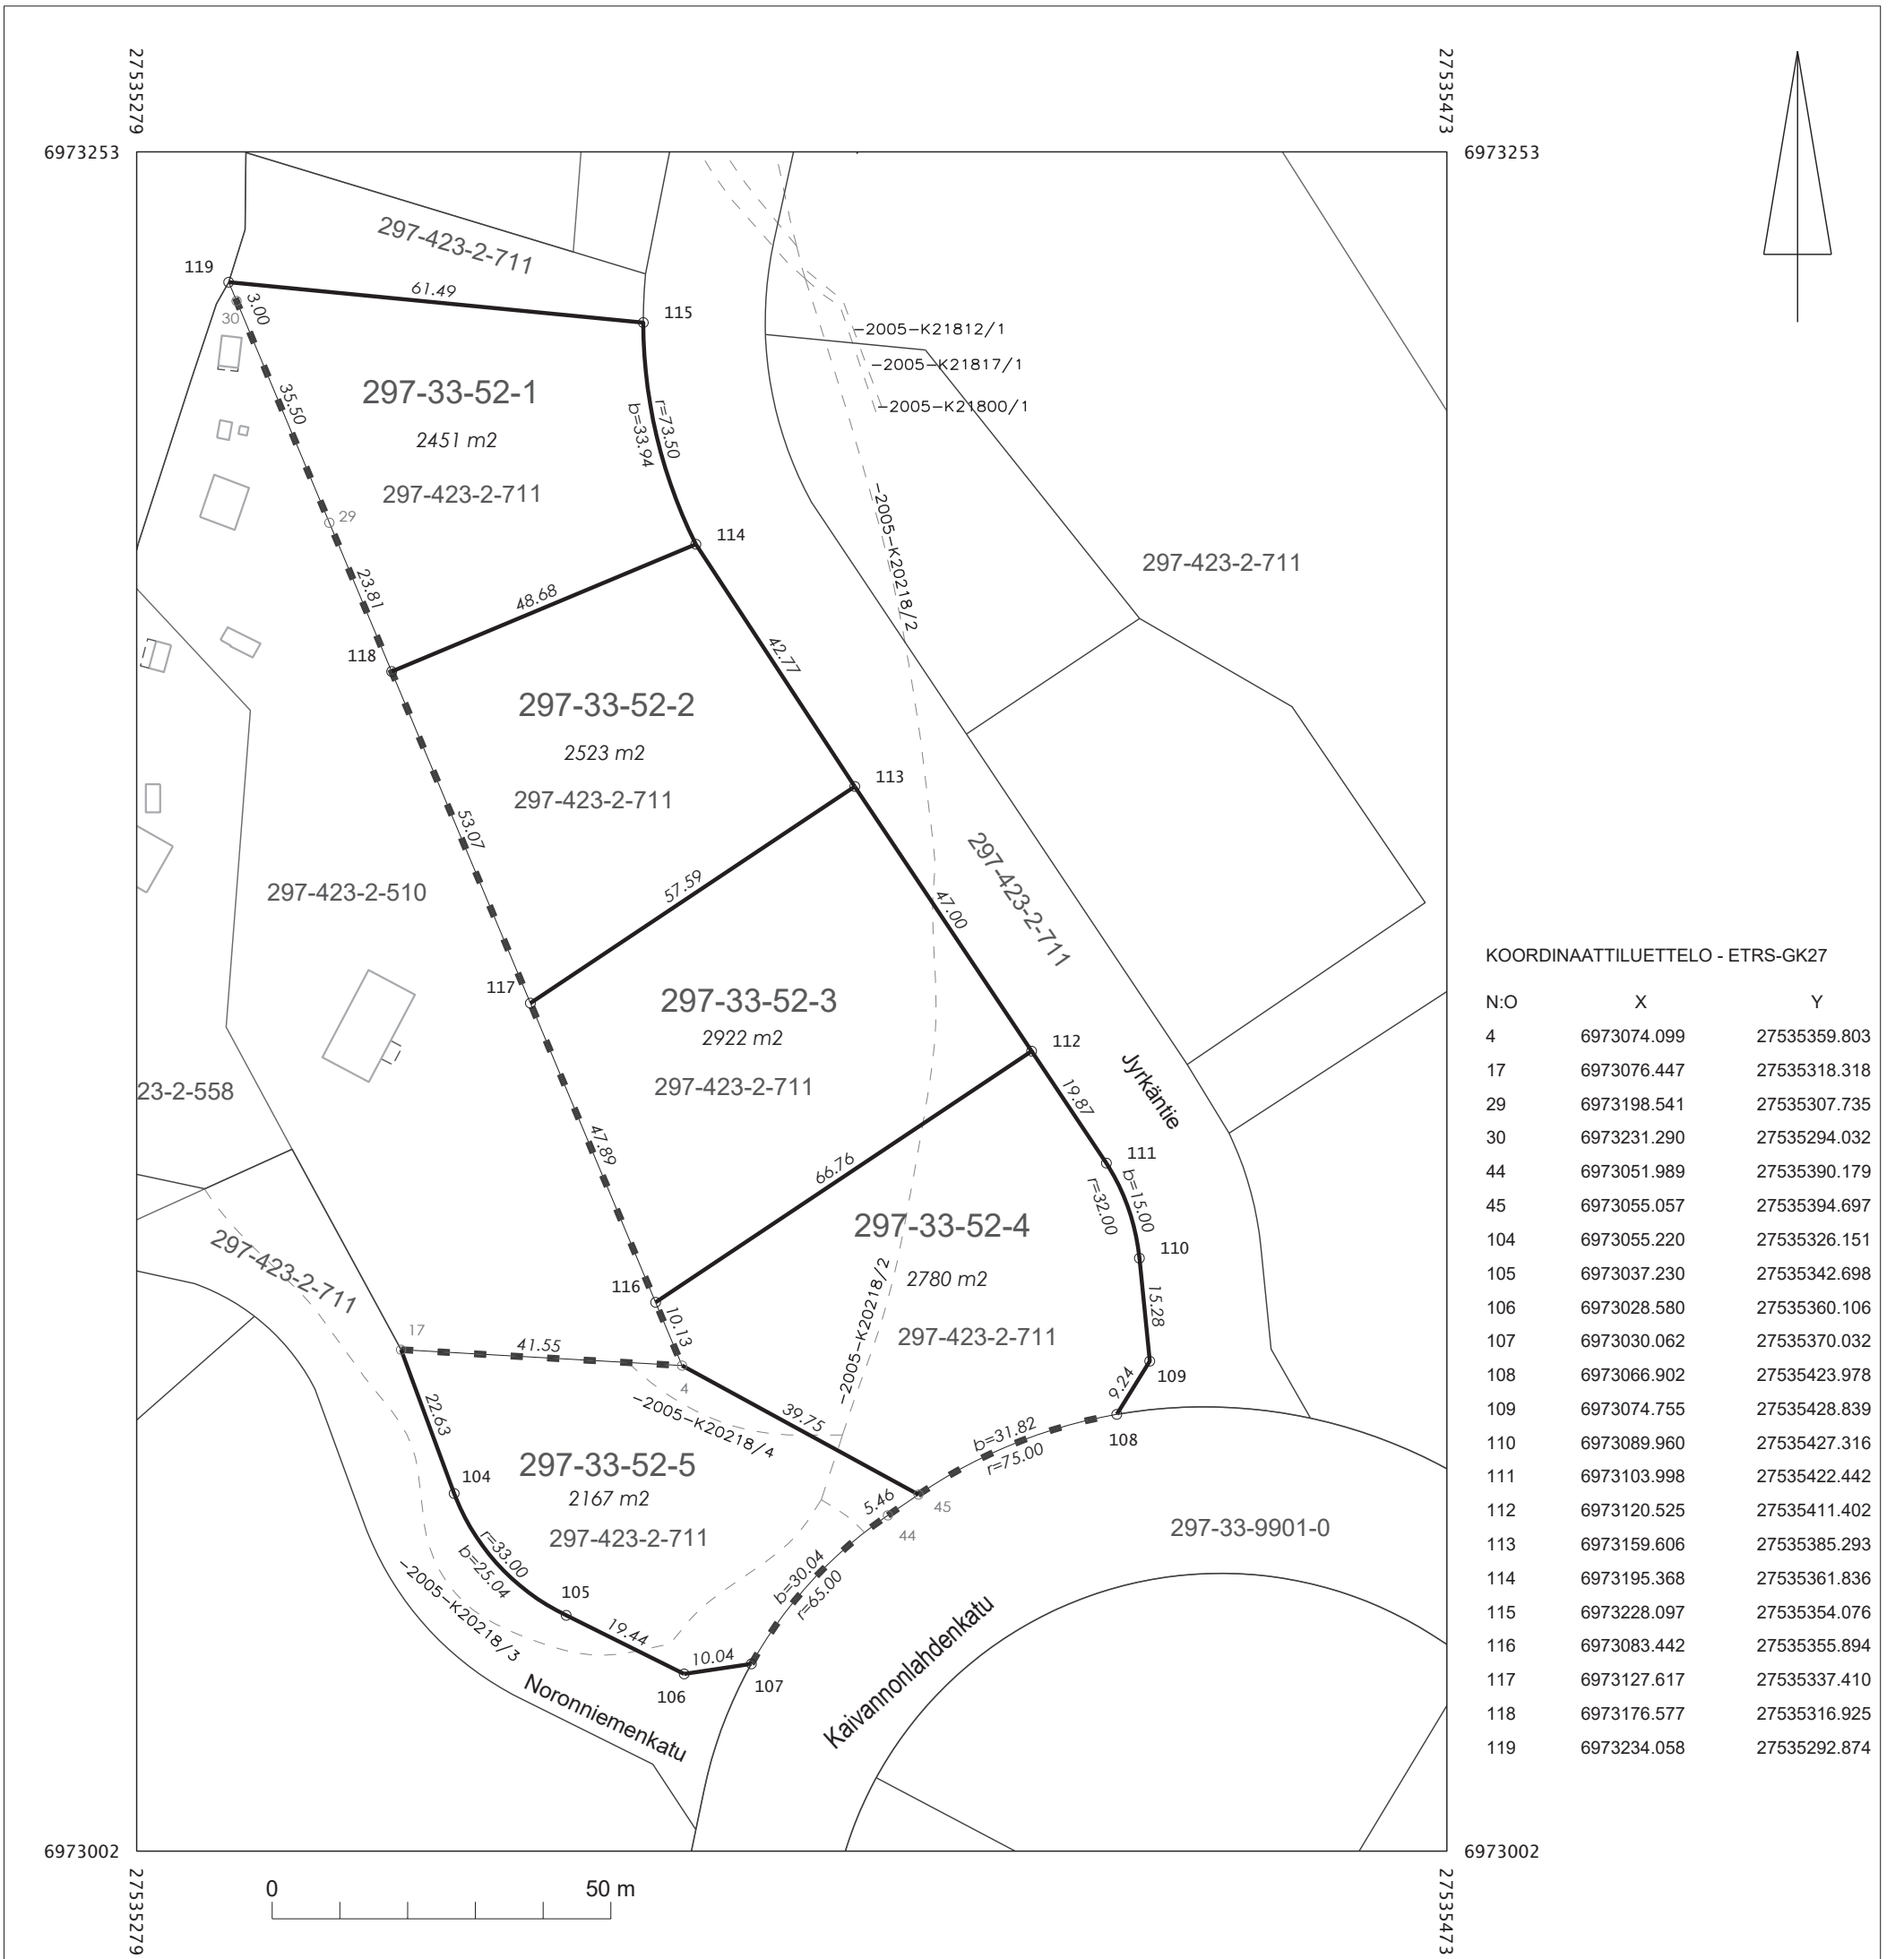 27535279
27535473
6973253
6973253
297-423-2-711
119
61.49
115
3.00
30
-2005-K21812/1
-2005-K21817/1
-2005-K21800/1
297-33-52-1
2451 m2
297-423-2-711
35.50
r=73.50
b=33.94
29
114
-2005-K20218/2
297-423-2-711
23.81
48.68
118
42.77
297-33-52-2
2523 m2
297-423-2-711
113
53.07
57.59
297-423-2-510
47.00
297-423-2-711
117
297-33-52-3
2922 m2
297-423-2-711
112
Jyrkäntie
23-2-558
19.87
47.89
66.76
111
b=15.00
r=32.00
297-33-52-4
2780 m2
297-423-2-711
110
297-423-2-711
-2005-K20218/2
116
10.13
15.28
17
41.55
4
109
9.24
39.75
-2005-K20218/4
22.63
b=31.82
r=75.00
108
104
297-33-52-5
2167 m2
297-423-2-711
5.46
45
44
297-33-9901-0
r=33.00
b=25.04
b=30.04
r=65.00
-2005-K20218/3
105
19.44
10.04
106
107
Noronniemenkatu
Kaivannonlahdenkatu
KOORDINAATTILUETTELO - ETRS-GK27
N:O X Y
4 6973074.099 27535359.803
17 6973076.447 27535318.318
29 6973198.541 27535307.735
30 6973231.290 27535294.032
44 6973051.989 27535390.179
45 6973055.057 27535394.697
104 6973055.220 27535326.151
105 6973037.230 27535342.698
106 6973028.580 27535360.106
107 6973030.062 27535370.032
108 6973066.902 27535423.978
109 6973074.755 27535428.839
110 6973089.960 27535427.316
111 6973103.998 27535422.442
112 6973120.525 27535411.402
113 6973159.606 27535385.293
114 6973195.368 27535361.836
115 6973228.097 27535354.076
116 6973083.442 27535355.894
117 6973127.617 27535337.410
118 6973176.577 27535316.925
119 6973234.058 27535292.874
6973002
6973002
27535279
27535473
0 50 m